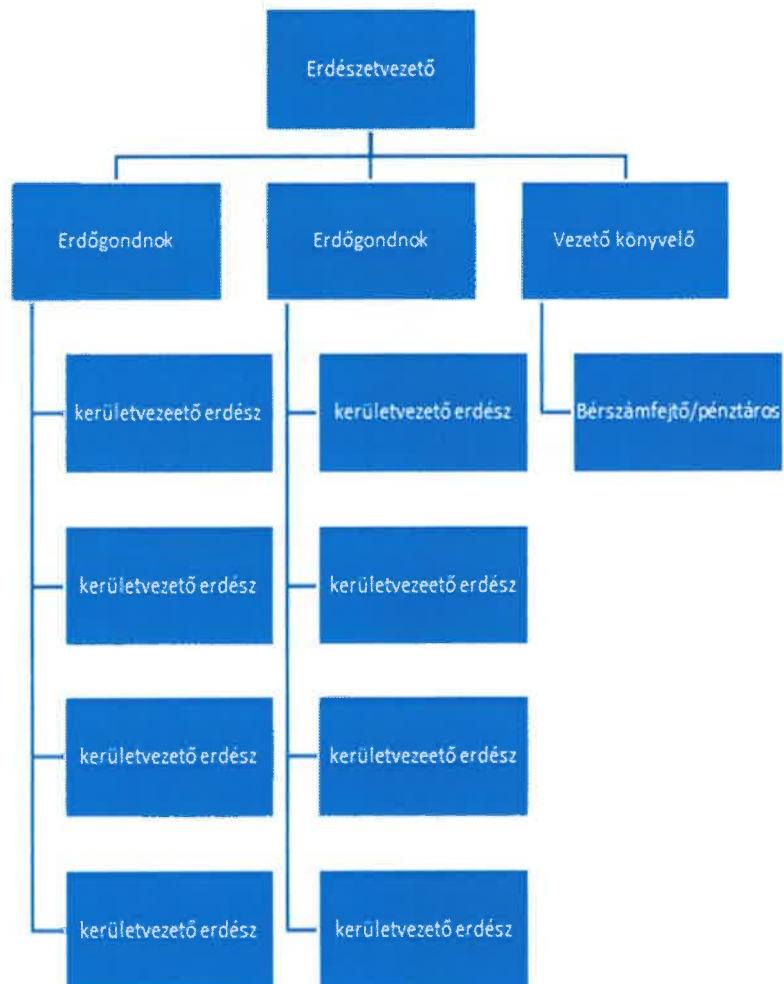 Erdészetvezető
Erdőgondnok
Erdőgondnok
Vezető könyvelő
kerületvezeető erdész
kerületvezető erdész
Bérszámfejtő/pénztáros
kerületvezető erdész
kerületvezeető erdész
kerületvezető erdész
kerületvezeető erdész
kerületvezető erdész
kerületvezető erdész